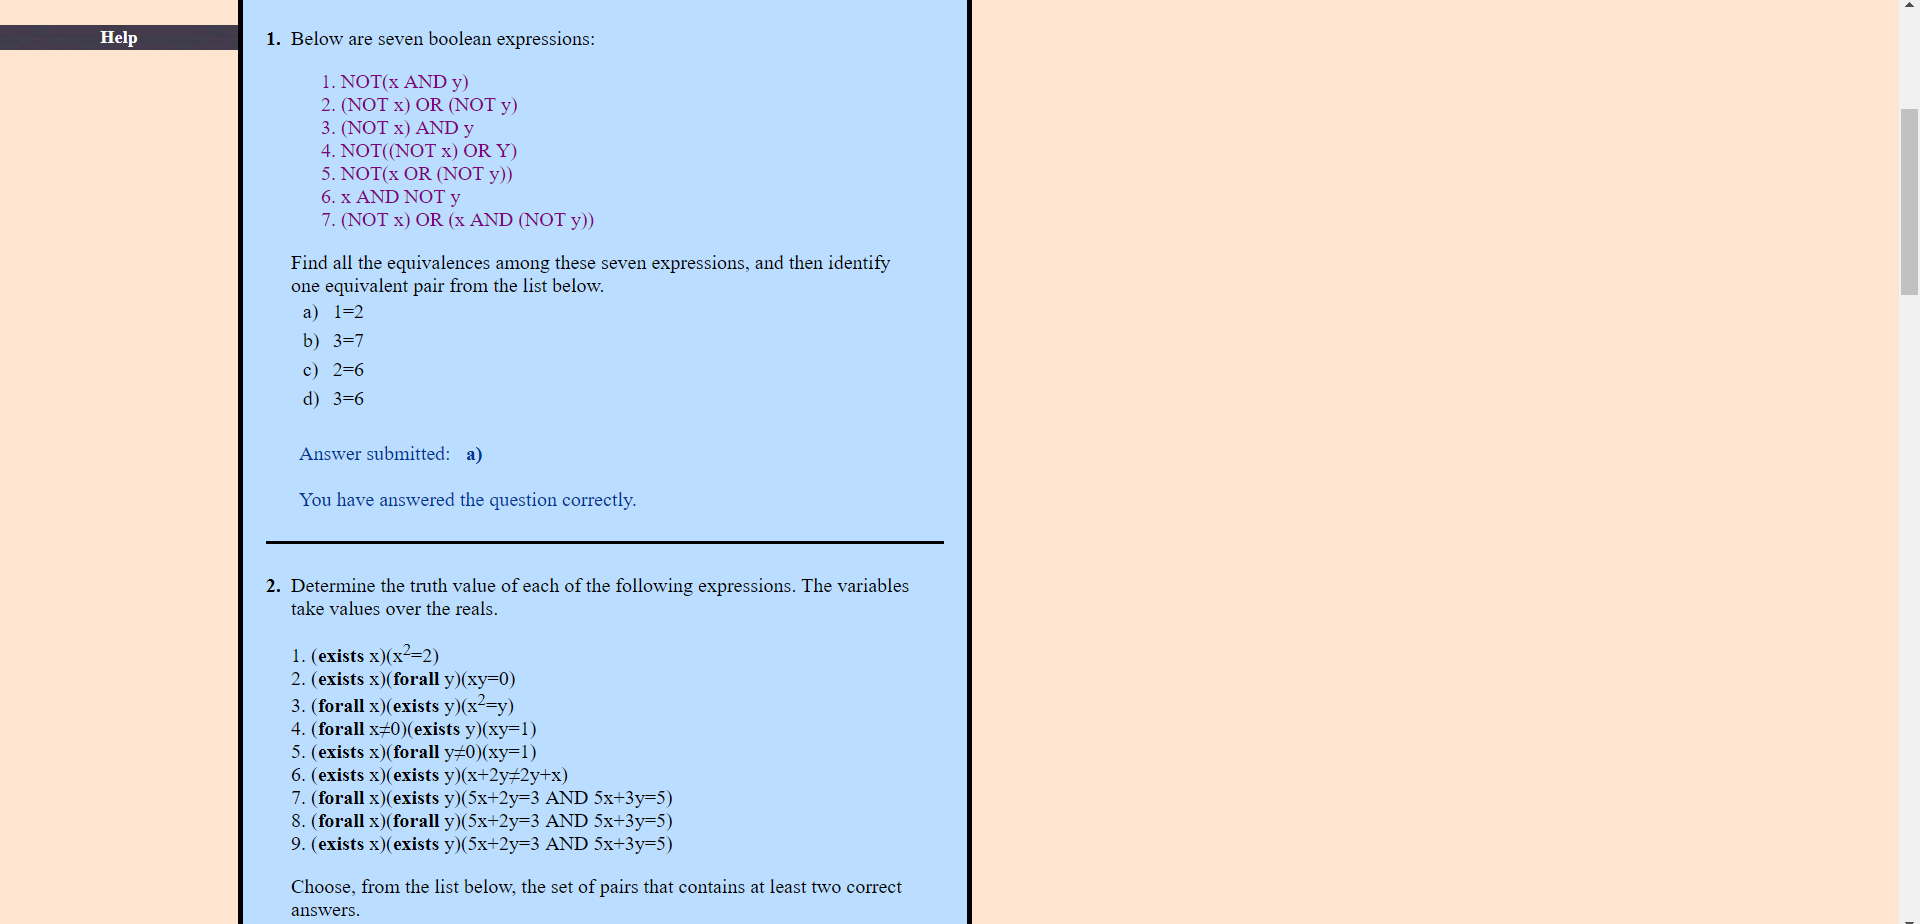 Help
1. Below are seven boolean expressions:
1. NOT(x AND y)
2. (NOT x) OR (NOT y)
3. (NOT x) AND y
4. NOT((NOT x) OR Y)
5. NOT(x OR (NOT y))
6. x AND NOT y
7. (NOT x) OR (x AND (NOT y))
Find all the equivalences among these seven expressions, and then identify
one equivalent pair from the list below.
a) 1=2
b) 3=7
c) 2=6
d) 3=6
Answer submitted: a)
You have answered the question correctly.
2. Determine the truth value of each of the following expressions. The variables
take values over the reals.
1. (exists x)(x²=2)
2. (exists x)(forall y)(xy=0)
3. (forall x)(exists y)(x²=y)
4. (forall x≠0)(exists y)(xy=1)
5. (exists x)(forall y≠0)(xy=1)
6. (exists x)(exists y)(x+2y≠2y+x)
7. (forall x)(exists y)(5x+2y=3 AND 5x+3y=5)
8. (forall x)(forall y)(5x+2y=3 AND 5x+3y=5)
9. (exists x)(exists y)(5x+2y=3 AND 5x+3y=5)
Choose, from the list below, the set of pairs that contains at least two correct
answers.